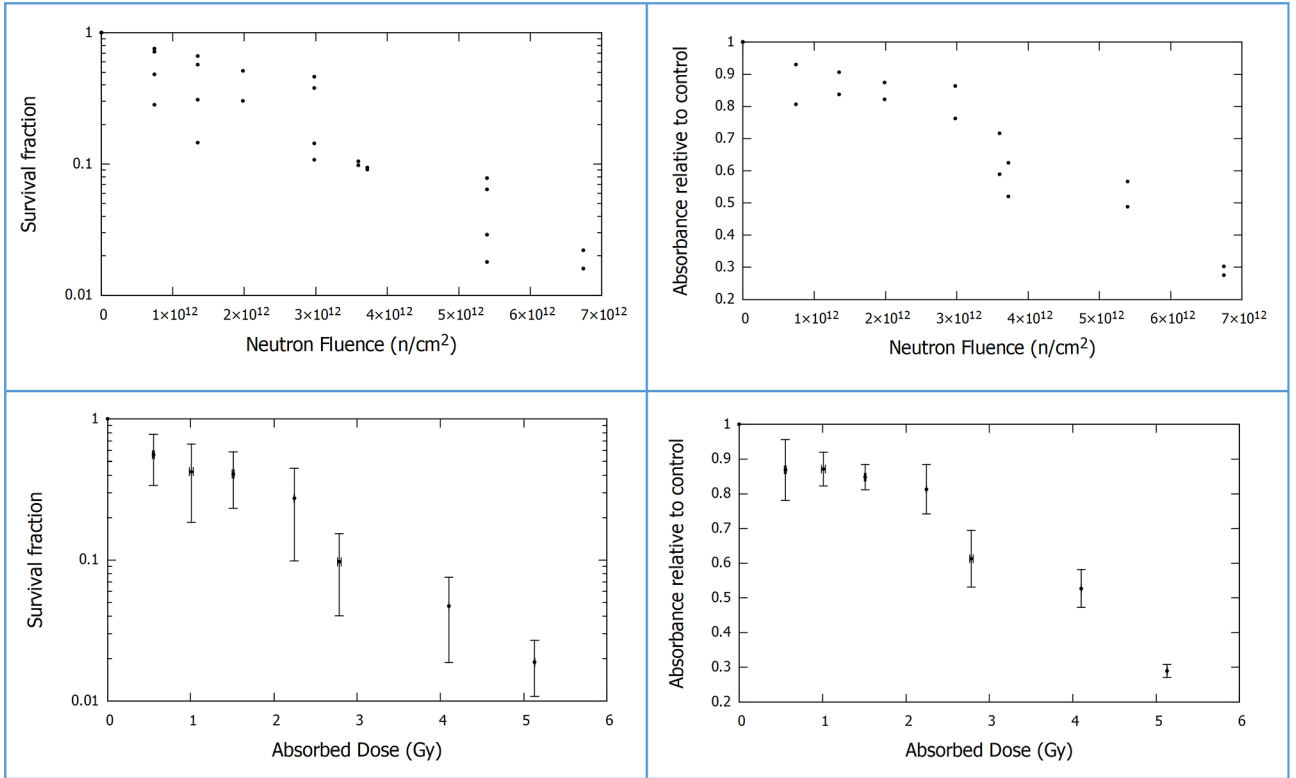 1
0.1
0.01
Survival fraction
0 1×10¹² 2×10¹² 3×10¹² 4×10¹² 5×10¹² 6×10¹² 7×10¹²
Neutron Fluence (n/cm²)
1
0.9
0.8
0.7
0.6
0.5
0.4
0.3
0.2
Absorbance relative to control
0 1×10¹² 2×10¹² 3×10¹² 4×10¹² 5×10¹² 6×10¹² 7×10¹²
Neutron Fluence (n/cm²)
1
0.1
0.01
Survival fraction
0 1 2 3 4 5 6
Absorbed Dose (Gy)
1
0.9
0.8
0.7
0.6
0.5
0.4
0.3
0.2
Absorbance relative to control
0 1 2 3 4 5 6
Absorbed Dose (Gy)